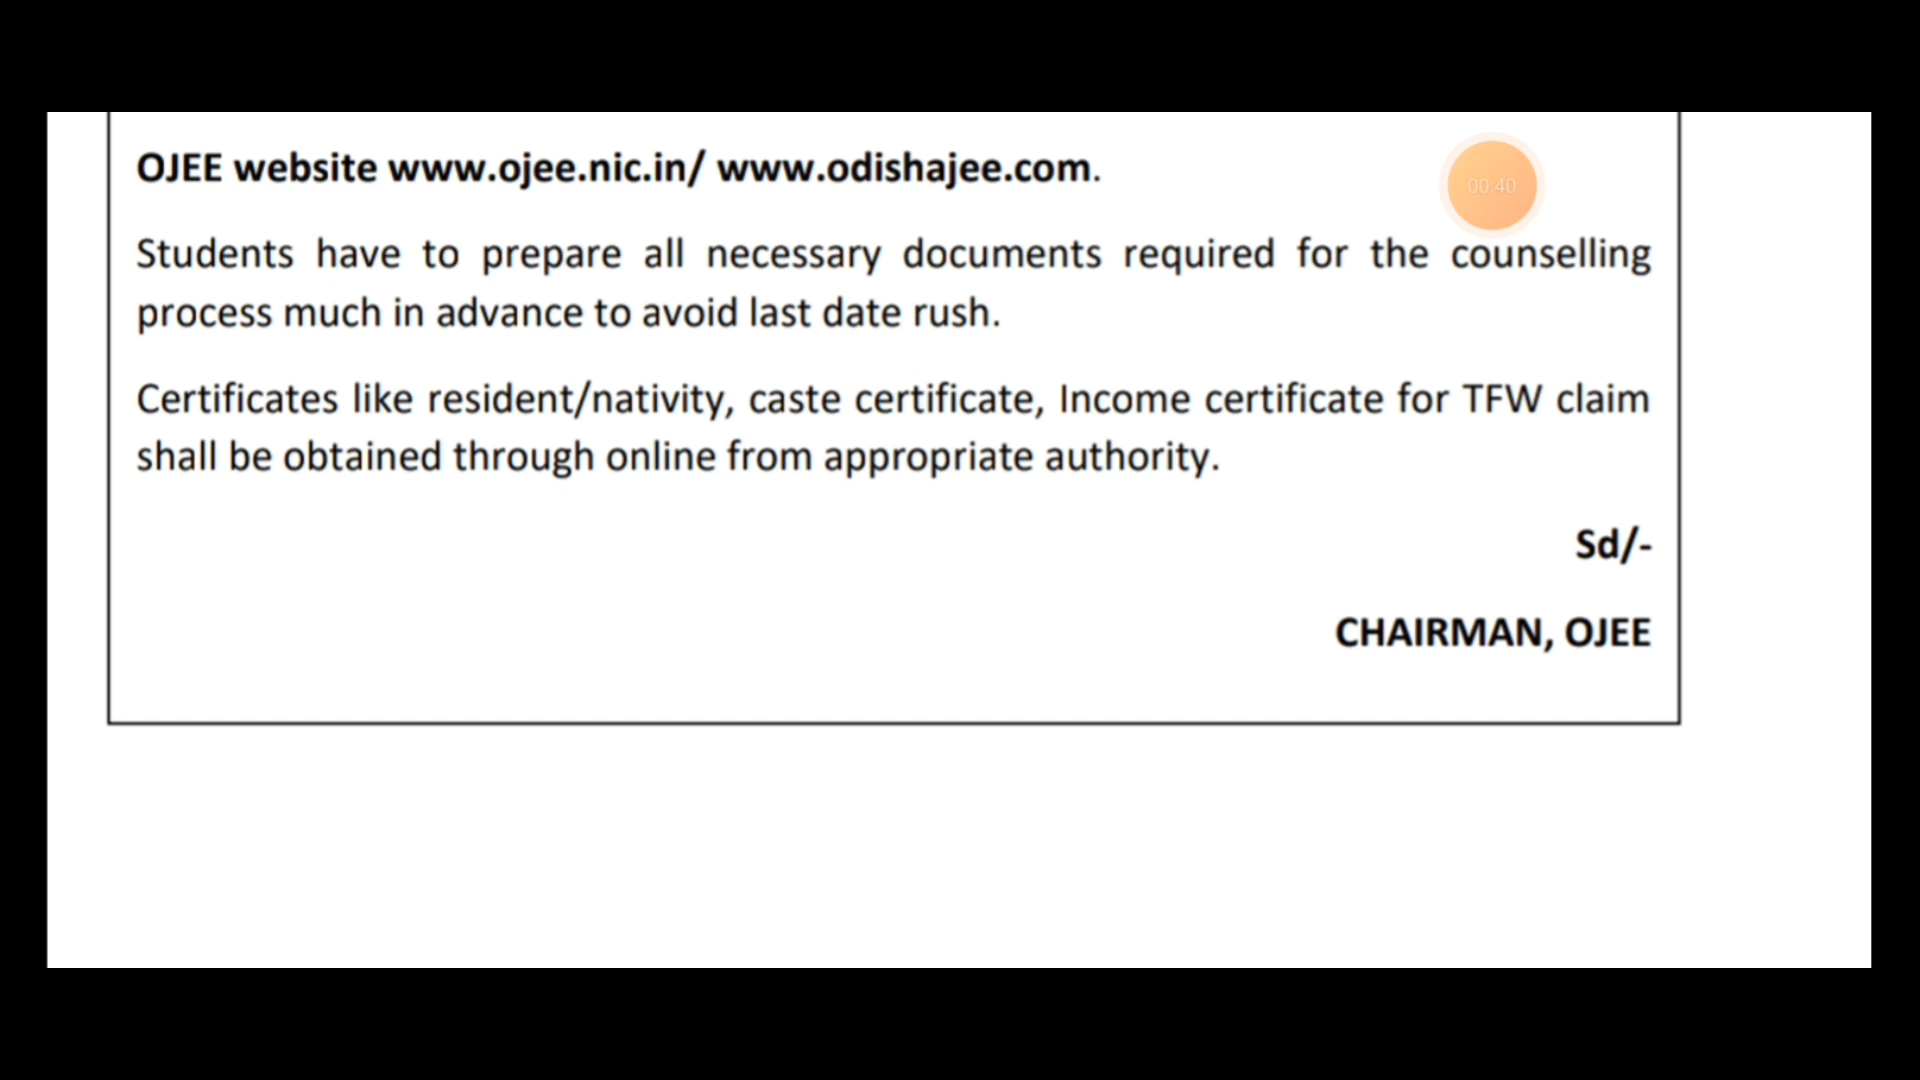 OJEE website www.ojee.nic.in/ www.odishajee.com.
00:40
Students have to prepare all necessary documents required for the counselling
process much in advance to avoid last date rush.
Certificates like resident/nativity, caste certificate, Income certificate for TFW claim
shall be obtained through online from appropriate authority.
Sd/-
CHAIRMAN, OJEE